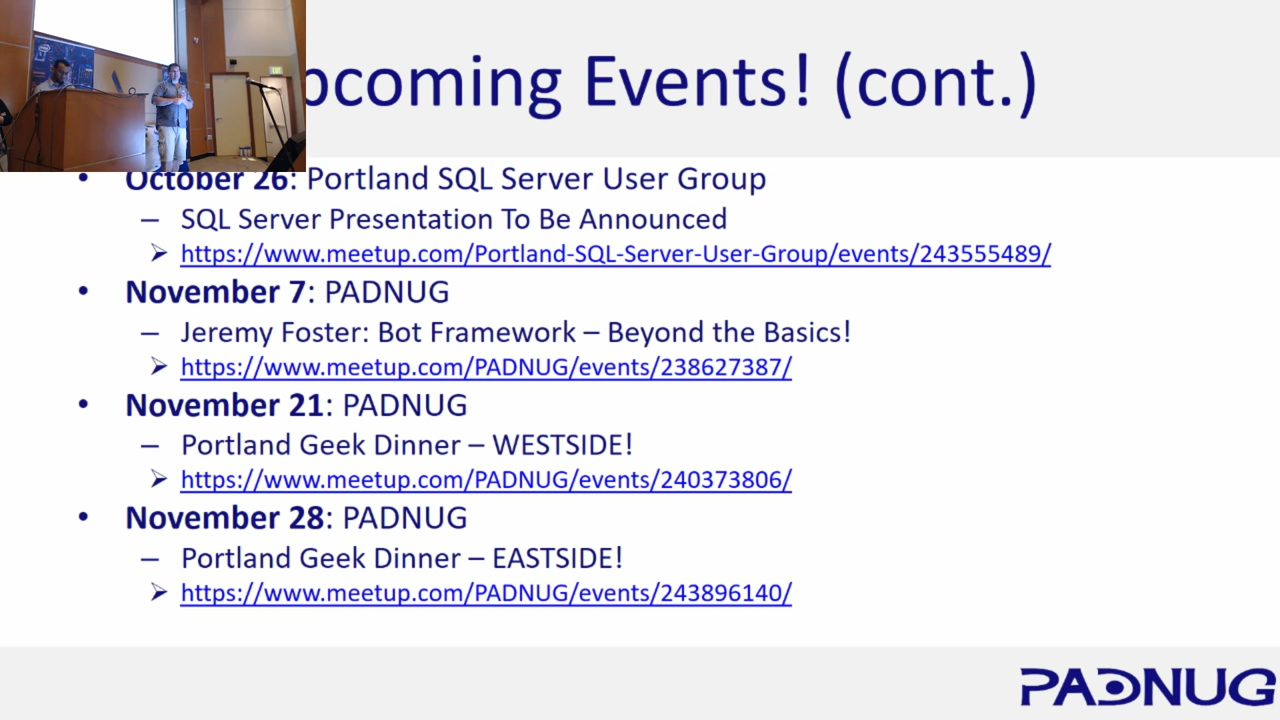 pcoming Events! (cont.)
• October 26: Portland SQL Server User Group
– SQL Server Presentation To Be Announced
➢ https://www.meetup.com/Portland-SQL-Server-User-Group/events/243555489/
• November 7: PADNUG
– Jeremy Foster: Bot Framework – Beyond the Basics!
➢ https://www.meetup.com/PADNUG/events/238627387/
• November 21: PADNUG
– Portland Geek Dinner – WESTSIDE!
➢ https://www.meetup.com/PADNUG/events/240373806/
• November 28: PADNUG
– Portland Geek Dinner – EASTSIDE!
➢ https://www.meetup.com/PADNUG/events/243896140/
PADNUG